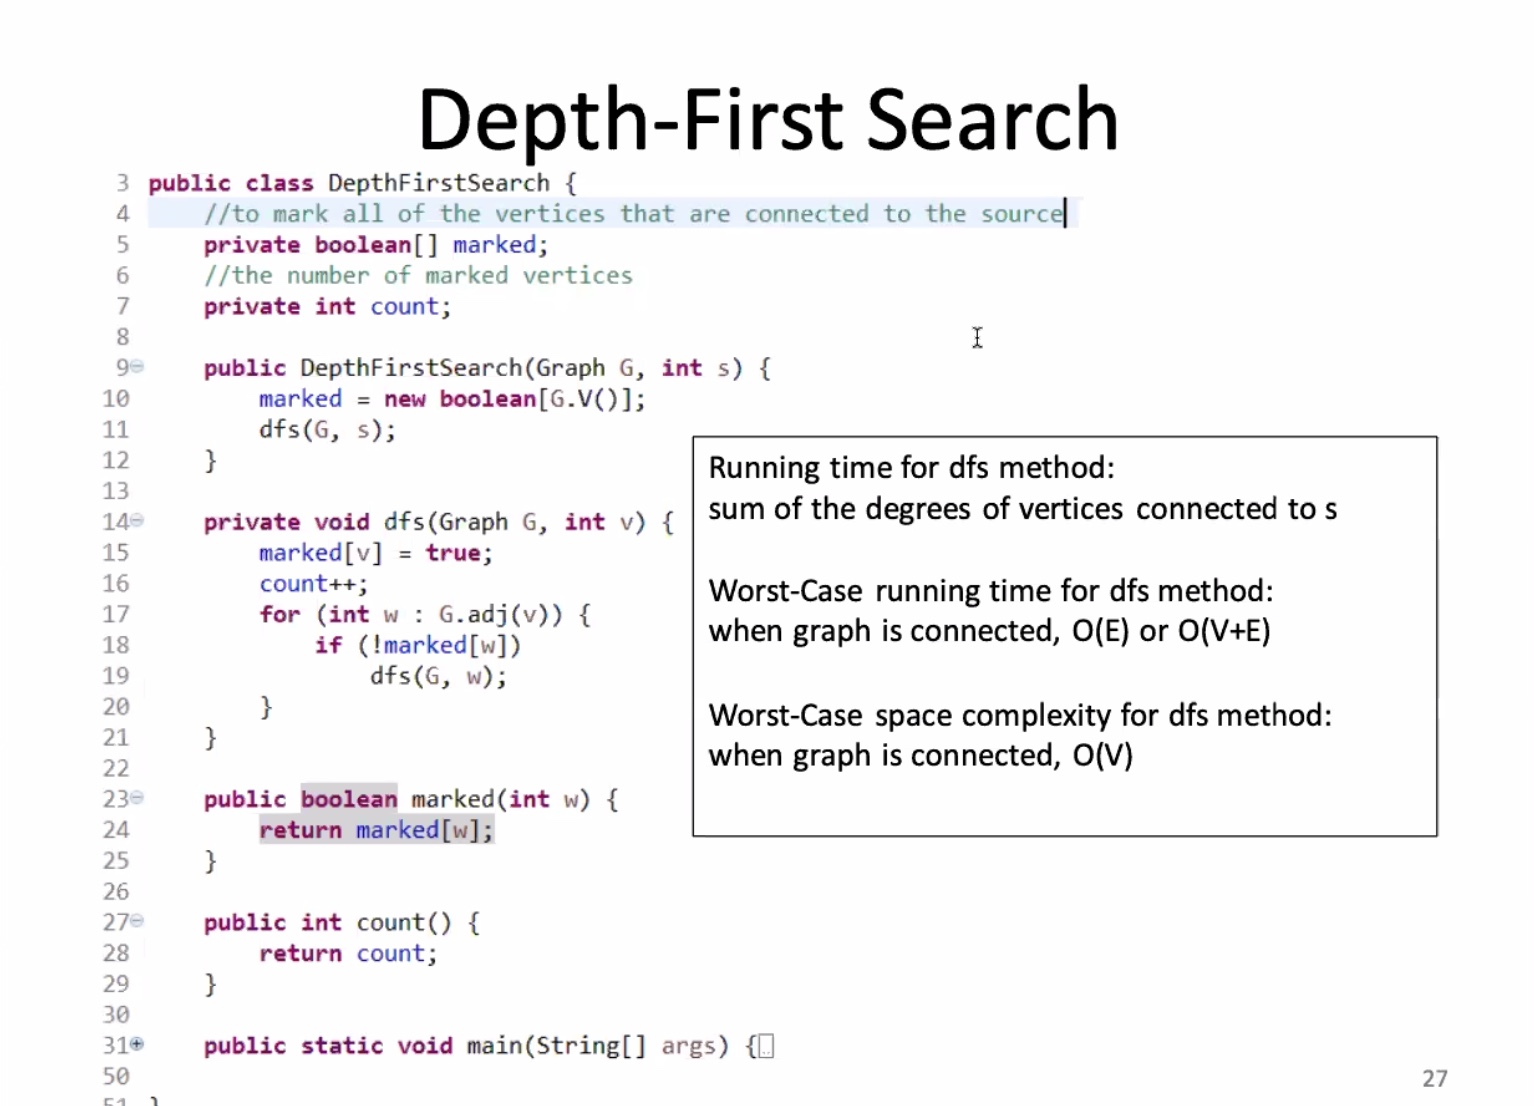 Depth-First Search
3 public class DepthFirstSearch {
4 //to mark all of the vertices that are connected to the source
5 private boolean[] marked;
6 //the number of marked vertices
7 private int count;
8
9 public DepthFirstSearch(Graph G, int s) {
10 marked = new boolean[G.V()];
11 dfs(G, s);
12 }
13
14 private void dfs(Graph G, int v) {
15 marked[v] = true;
16 count++;
17 for (int w : G.adj(v)) {
18 if (!marked[w])
19 dfs(G, w);
20 }
21 }
22
23 public boolean marked(int w) {
24 return marked[w];
25 }
26
27 public int count() {
28 return count;
29 }
30
31 public static void main(String[] args) {
50
51 }
Running time for dfs method:
sum of the degrees of vertices connected to s
Worst-Case running time for dfs method:
when graph is connected, O(E) or O(V+E)
Worst-Case space complexity for dfs method:
when graph is connected, O(V)
27